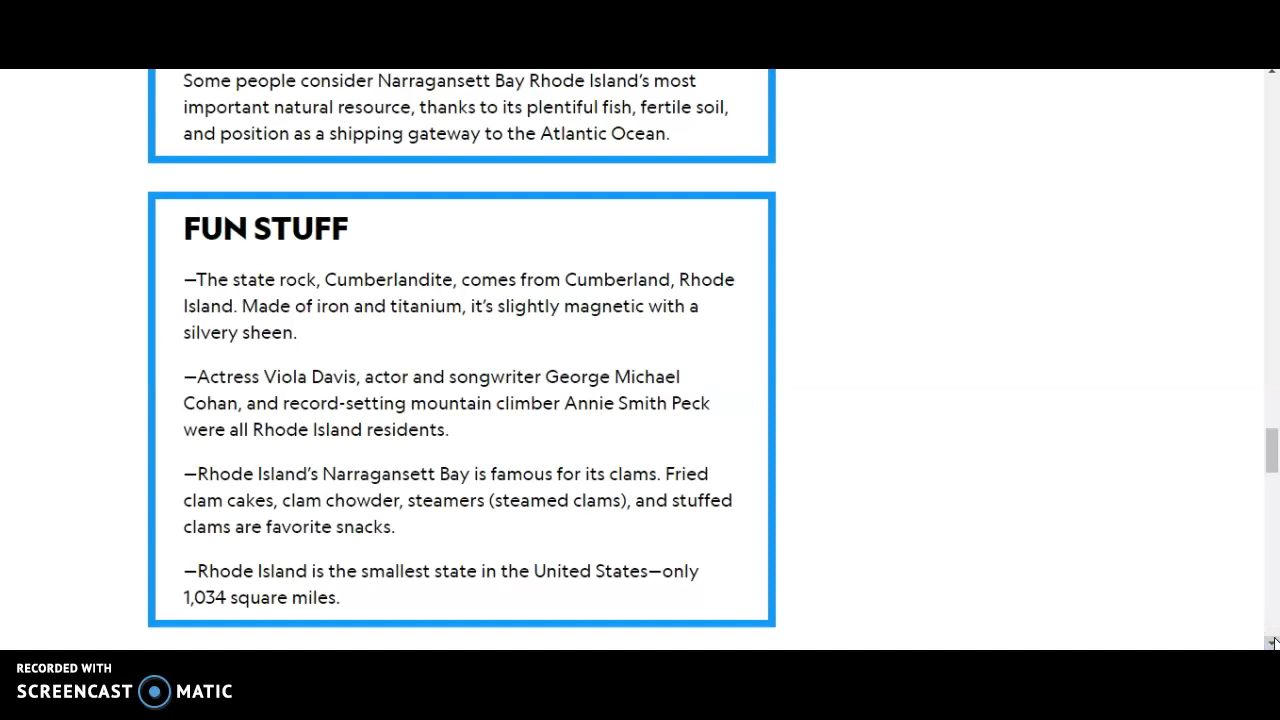 Some people consider Narragansett Bay Rhode Island's most
important natural resource, thanks to its plentiful fish, fertile soil,
and position as a shipping gateway to the Atlantic Ocean.
FUN STUFF
—The state rock, Cumberlandite, comes from Cumberland, Rhode
Island. Made of iron and titanium, it's slightly magnetic with a
silvery sheen.
—Actress Viola Davis, actor and songwriter George Michael
Cohan, and record-setting mountain climber Annie Smith Peck
were all Rhode Island residents.
—Rhode Island's Narragansett Bay is famous for its clams. Fried
clam cakes, clam chowder, steamers (steamed clams), and stuffed
clams are favorite snacks.
—Rhode Island is the smallest state in the United States—only
1,034 square miles.
RECORDED WITH
SCREENCAST MATIC